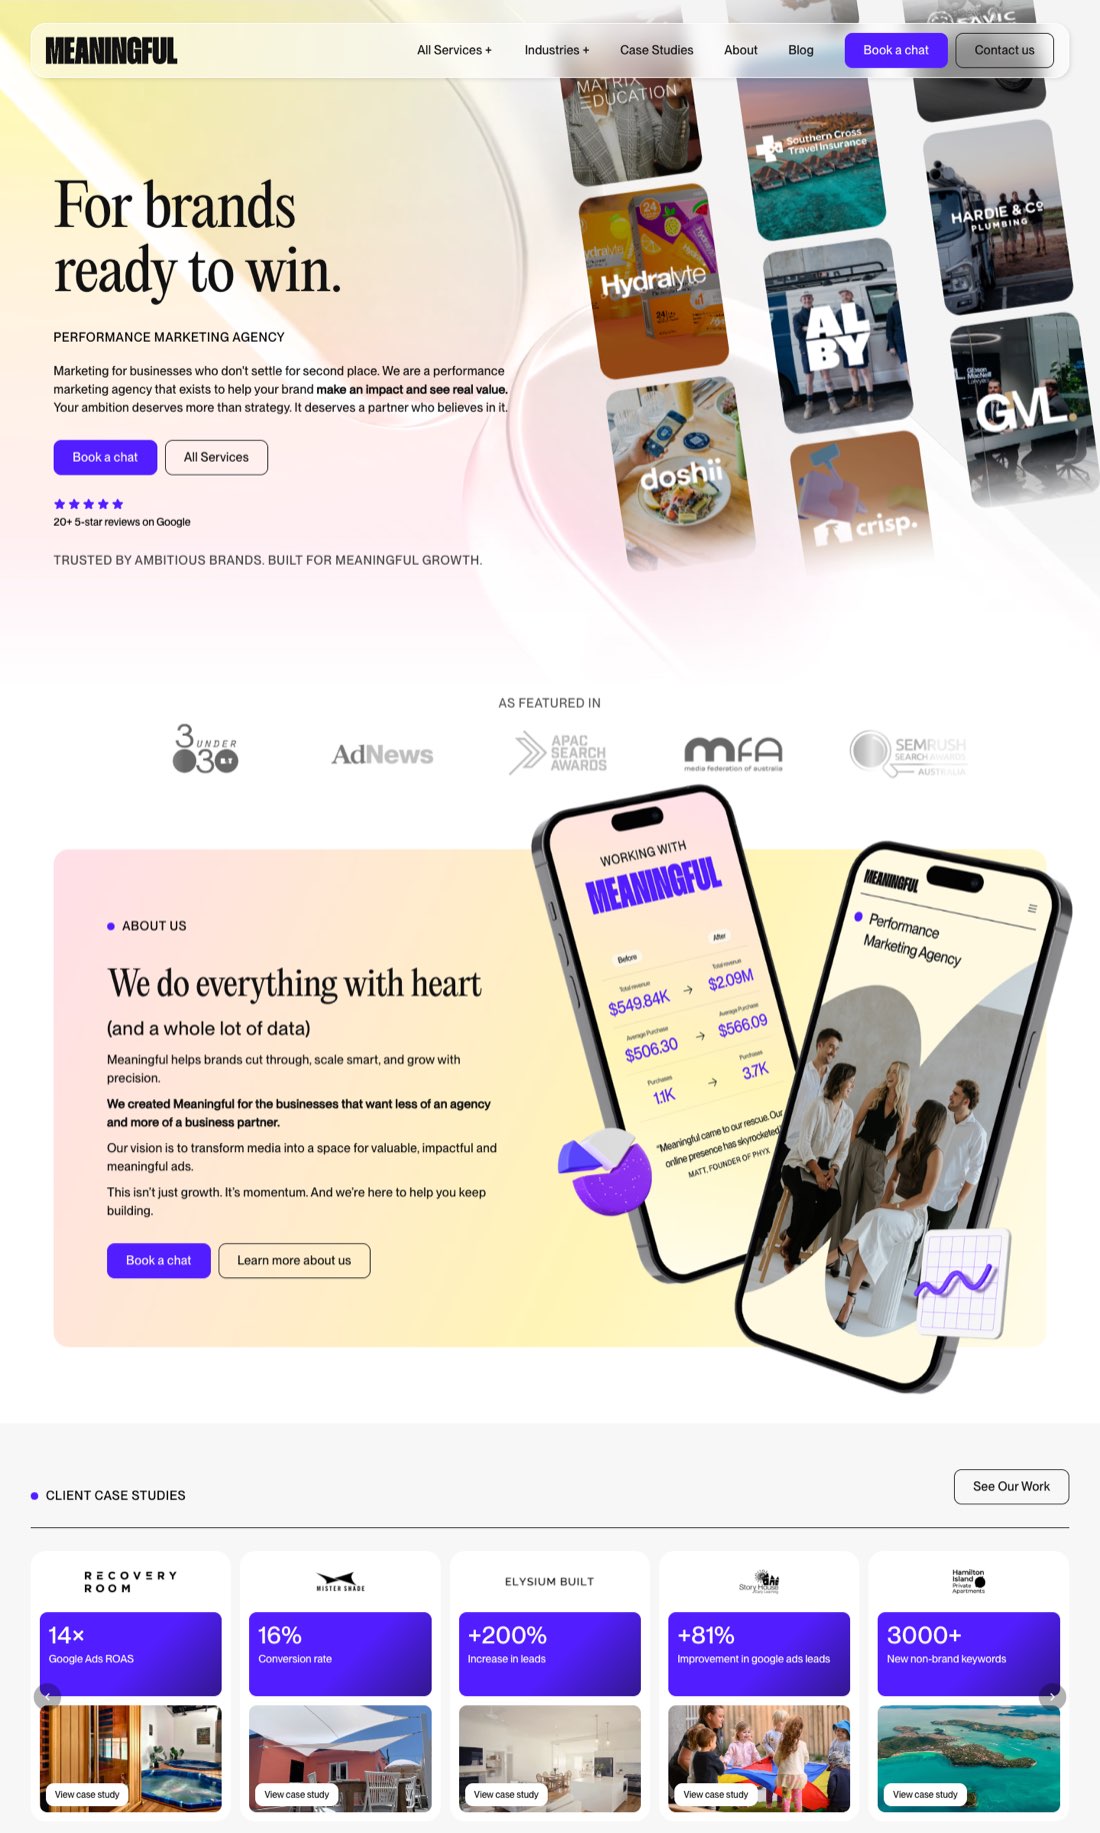 MEANINGFUL
All Services +
Industries +
Case Studies
About
Blog
Book a chat
Contact us
MATRIX
EDUCATION
Southern Cross
Travel Insurance
HARDIE & CO
PLUMBING
Hydralyte
AL
BY
GML.
doshii
crisp.
For brands
ready to win.
PERFORMANCE MARKETING AGENCY
Marketing for businesses who don't settle for second place. We are a performance
marketing agency that exists to help your brand make an impact and see real value.
Your ambition deserves more than strategy. It deserves a partner who believes in it.
Book a chat
All Services
20+ 5-star reviews on Google
TRUSTED BY AMBITIOUS BRANDS. BUILT FOR MEANINGFUL GROWTH.
AS FEATURED IN
3 UNDER
30 B&T
AdNews
APAC
SEARCH
AWARDS
mfA
media federation of australia
SEMRUSH
SEARCH AWARDS
AUSTRALIA
ABOUT US
We do everything with heart
(and a whole lot of data)
Meaningful helps brands cut through, scale smart, and grow with
precision.
We created Meaningful for the businesses that want less of an agency
and more of a business partner.
Our vision is to transform media into a space for valuable, impactful and
meaningful ads.
This isn't just growth. It's momentum. And we're here to help you keep
building.
Book a chat
Learn more about us
WORKING WITH
MEANINGFUL
Before
After
Total revenue
$549.84K
Total revenue
$2.09M
Average Purchase
$506.30
Average Purchase
$566.09
Purchases
1.1K
Purchases
3.7K
"Meaningful came to our rescue. Our
online presence has skyrocketed."
MATT, FOUNDER OF PHYX
MEANINGFUL
Performance
Marketing Agency
CLIENT CASE STUDIES
See Our Work
RECOVERY
ROOM
14×
Google Ads ROAS
View case study
MISTER SHADE
16%
Conversion rate
View case study
ELYSIUM BUILT
+200%
Increase in leads
View case study
Story House
Early Learning
+81%
Improvement in google ads leads
View case study
Hamilton
Island
Private
Apartments
3000+
New non-brand keywords
View case study